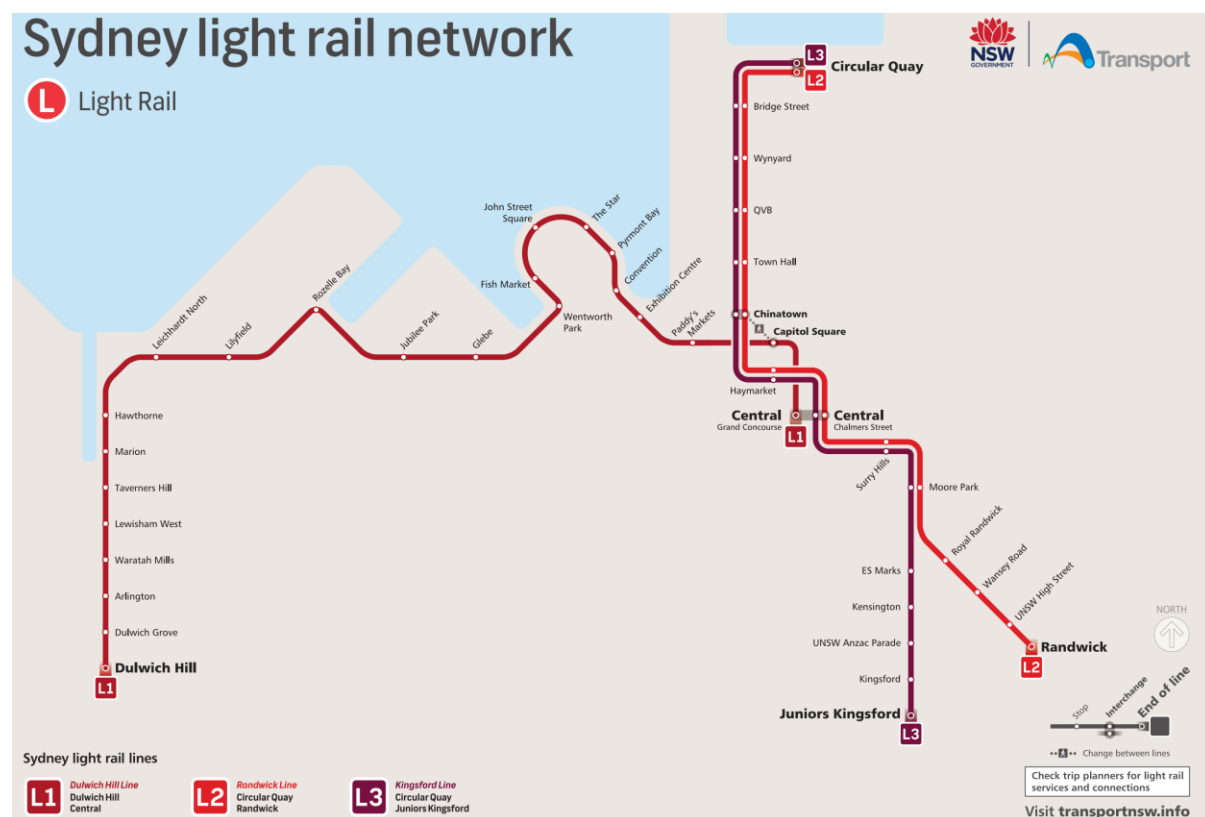 Sydney light rail network
L Light Rail
NSW
GOVERNMENT
Transport
L3
L2
Circular Quay
Bridge Street
Wynyard
QVB
Town Hall
Chinatown
Capitol Square
Haymarket
Central
Grand Concourse
L1
Central
Chalmers Street
Surry Hills
Moore Park
Royal Randwick
Wansey Road
UNSW High Street
Randwick
L2
ES Marks
Kensington
UNSW Anzac Parade
Kingsford
Juniors Kingsford
L3
Paddy's
Markets
Exhibition Centre
Convention
Pyrmont Bay
The Star
John Street
Square
Fish Market
Wentworth
Park
Glebe
Jubilee Park
Rozelle Bay
Lilyfield
Leichhardt North
Hawthorne
Marion
Taverners Hill
Lewisham West
Waratah Mills
Arlington
Dulwich Grove
Dulwich Hill
L1
NORTH
Stop
Interchange
End of line
Change between lines
Check trip planners for light rail
services and connections
Visit transportnsw.info
Sydney light rail lines
L1
Dulwich Hill Line
Dulwich Hill
Central
L2
Randwick Line
Circular Quay
Randwick
L3
Kingsford Line
Circular Quay
Juniors Kingsford